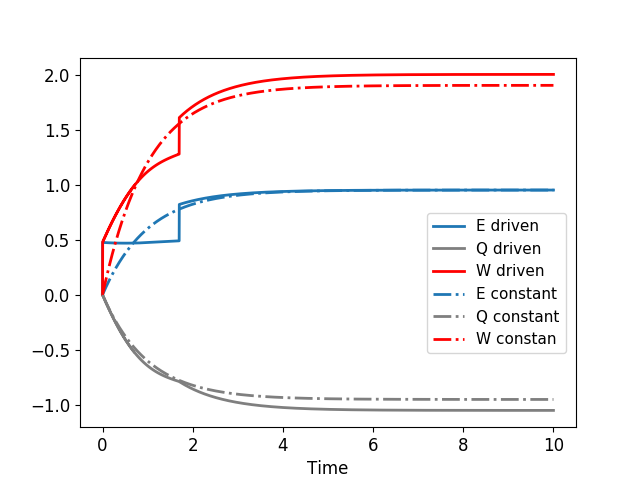 2.0
1.5
1.0
0.5
0.0
−0.5
−1.0
E driven
Q driven
W driven
E constant
Q constant
W constan
0 2 4 6 8 10
Time